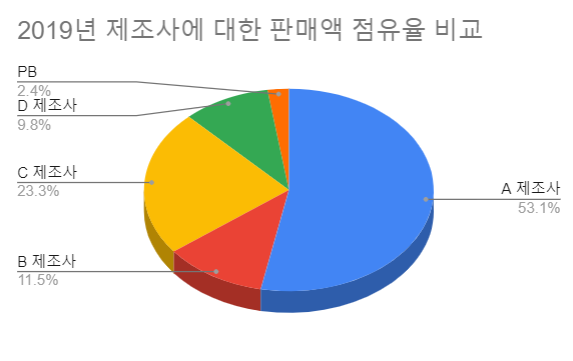 2019년 제조사에 대한 판매액 점유율 비교
PB
2.4%
D 제조사
9.8%
C 제조사
23.3%
A 제조사
53.1%
B 제조사
11.5%